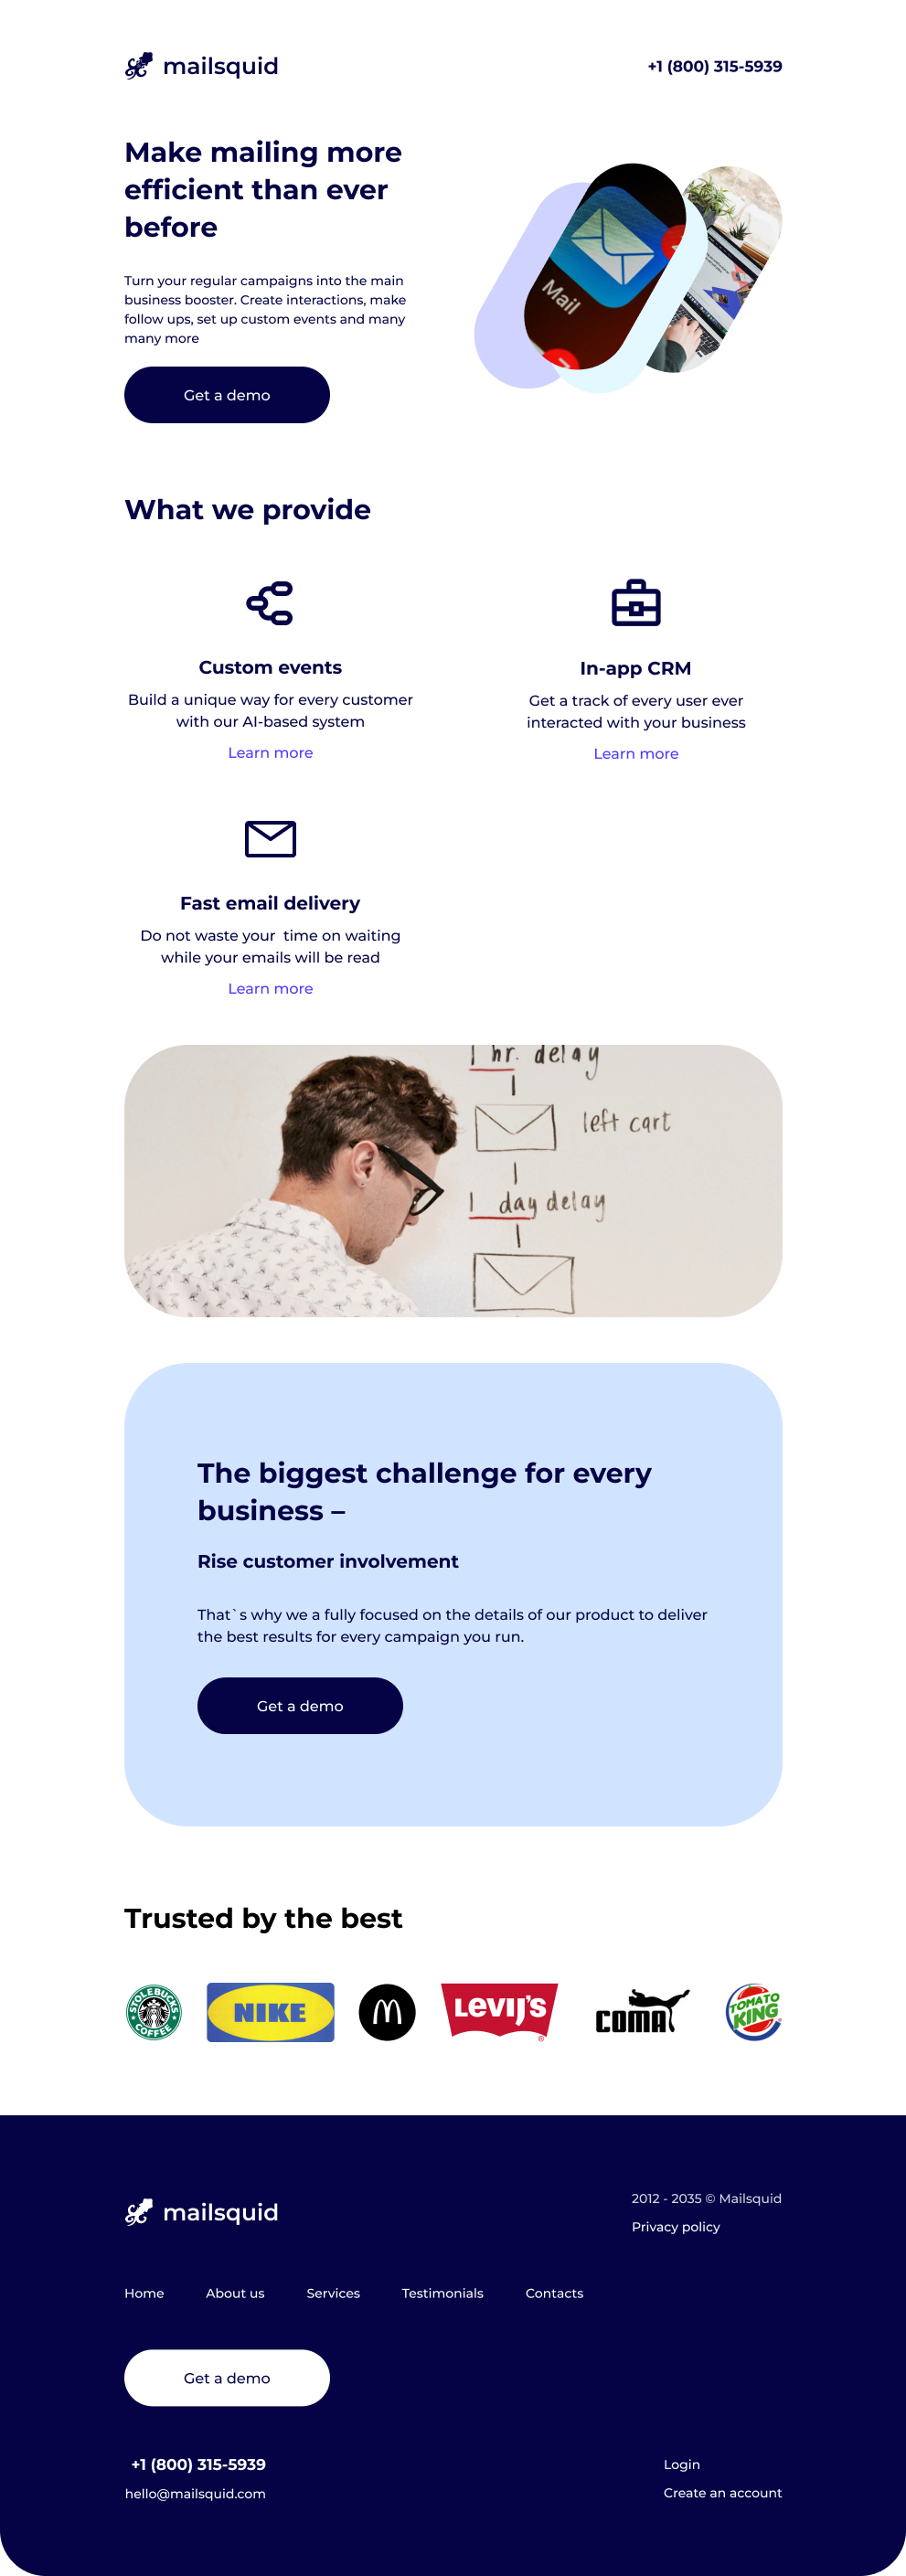 mailsquid
+1 (800) 315-5939
Make mailing more
efficient than ever
before
Turn your regular campaigns into the main
business booster. Create interactions, make
follow ups, set up custom events and many
many more
Mail
Get a demo
What we provide
Custom events
Build a unique way for every customer
with our AI-based system
Learn more
In-app CRM
Get a track of every user ever
interacted with your business
Learn more
Fast email delivery
Do not waste your  time on waiting
while your emails will be read
Learn more
1 hr. delay
left cart
1 day delay
The biggest challenge for every
business –
Rise customer involvement
That`s why we a fully focused on the details of our product to deliver
the best results for every campaign you run.
Get a demo
Trusted by the best
STOLEBUCKS
COFFEE
NIKE
LEVIJ'S
®
COMA
TOMATO
KING
mailsquid
2012 - 2035 © Mailsquid
Privacy policy
Home About us Services Testimonials Contacts
Get a demo
+1 (800) 315-5939
hello@mailsquid.com
Login
Create an account